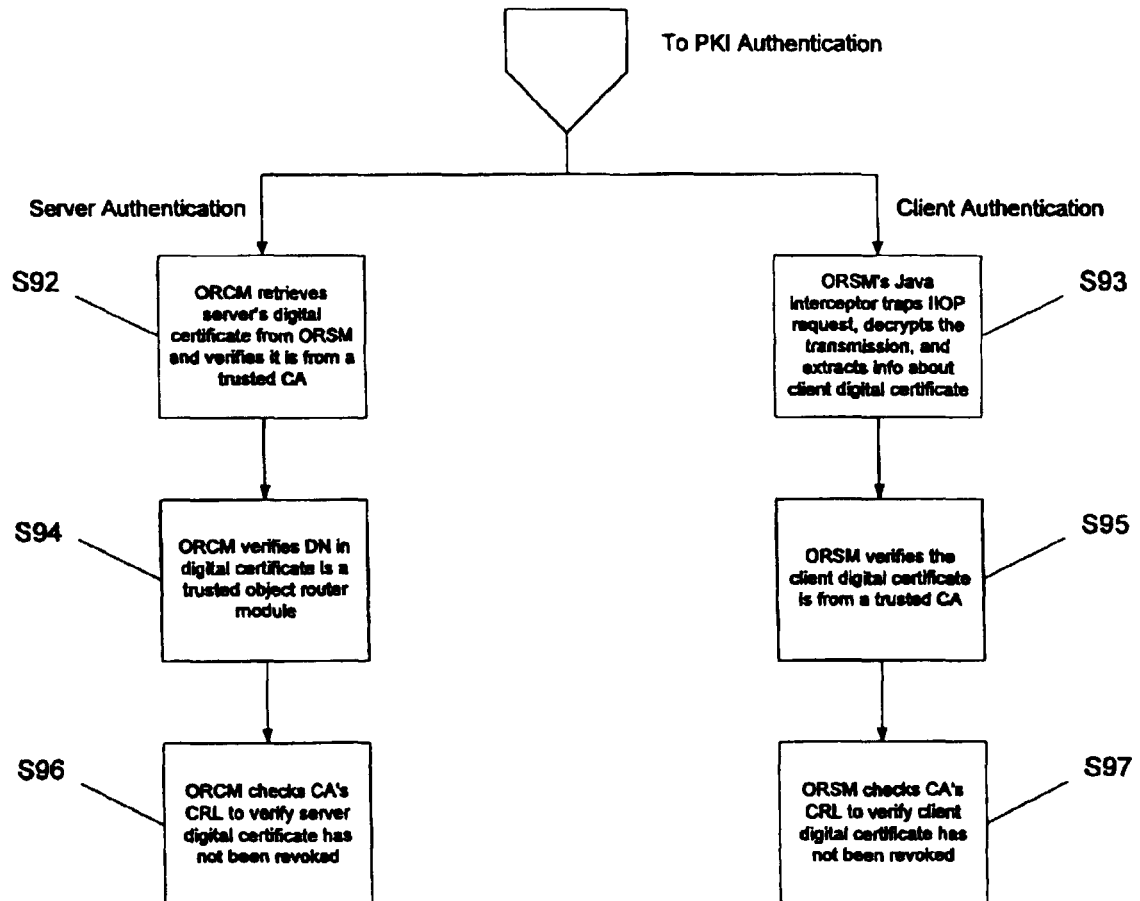 To PKI Authentication
Server Authentication
Client Authentication
S92
ORCM retrieves
server's digital
certificate from ORSM
and verifies it is from a
trusted CA
ORSM's Java
interceptor traps IIOP
request, decrypts the
transmission, and
extracts info about
client digital certificate
S93
S94
ORCM verifies DN in
digital certificate is a
trusted object router
module
ORSM verifies the
client digital certificate
is from a trusted CA
S95
S96
ORCM checks CA's
CRL to verify server
digital certificate has
not been revoked
ORSM checks CA's
CRL to verify client
digital certificate has
not been revoked
S97